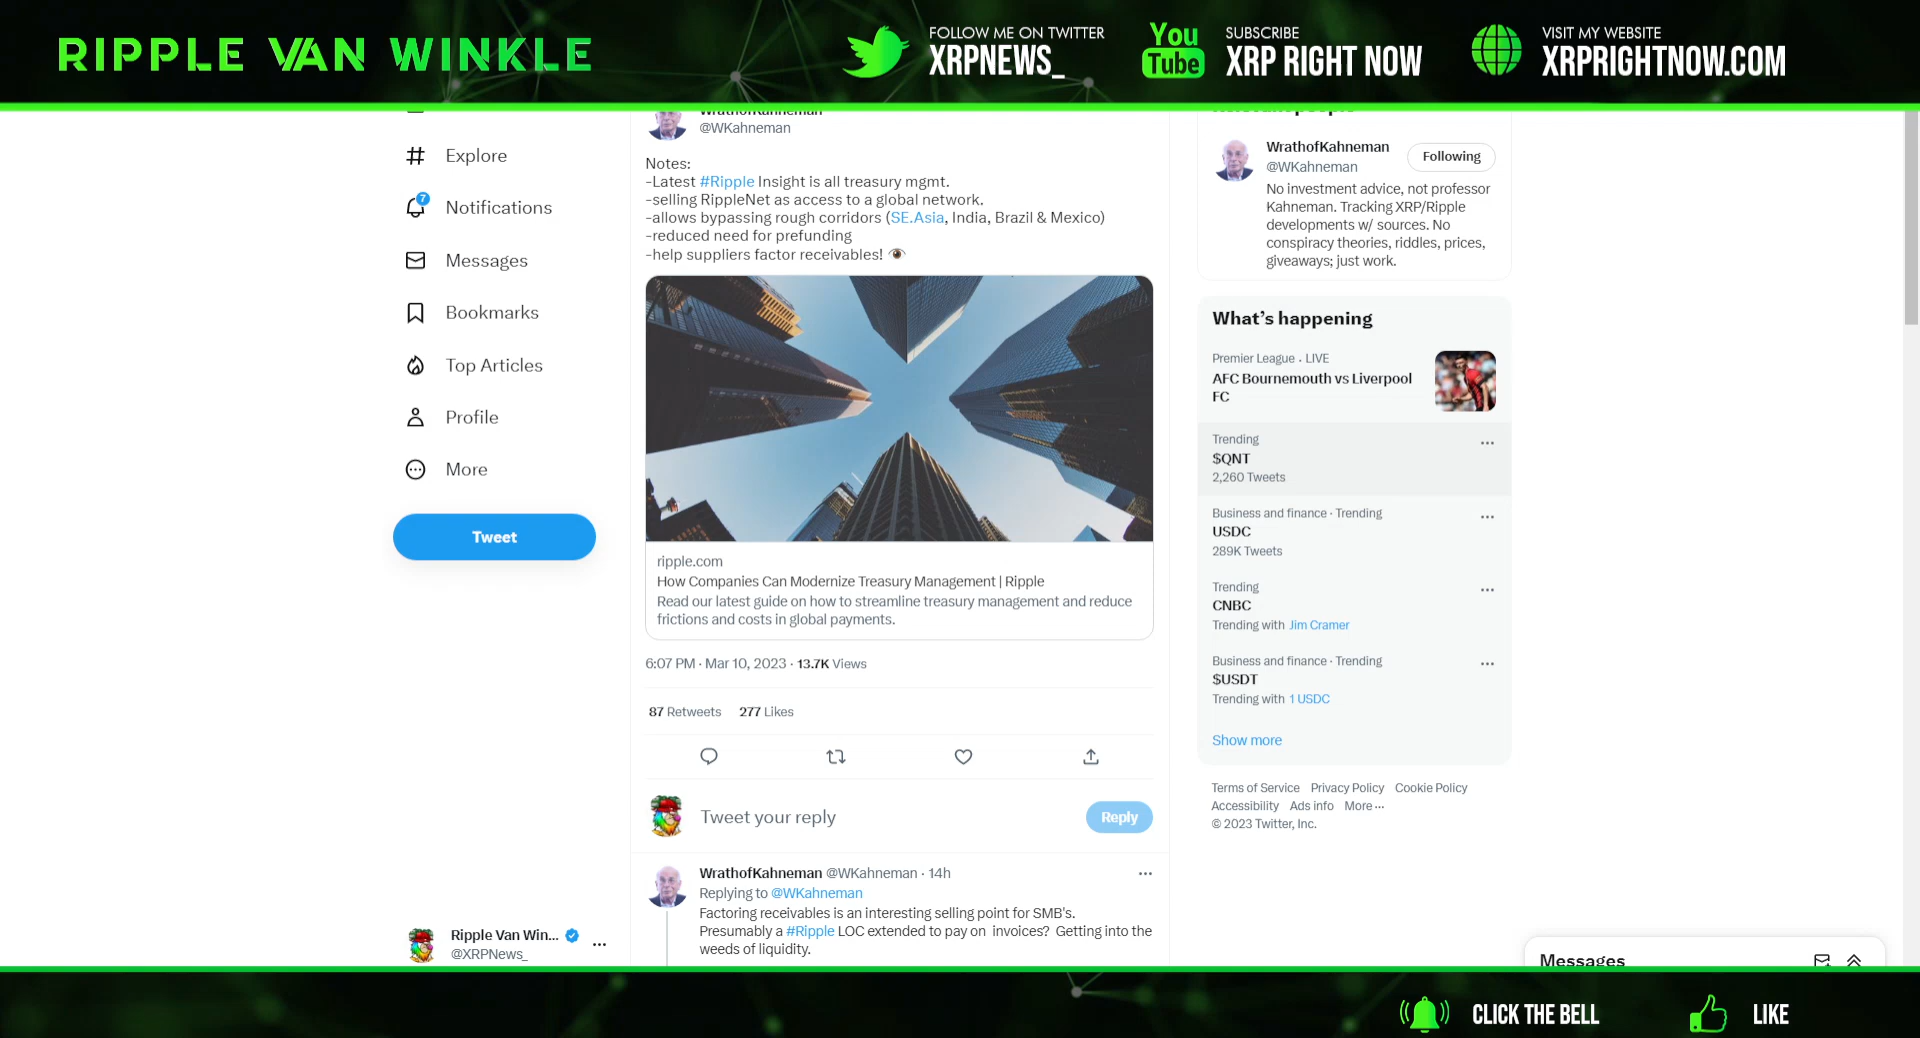 RIPPLE VAN WINKLE
FOLLOW ME ON TWITTER
XRPNEWS_
You
Tube
SUBSCRIBE
XRP RIGHT NOW
VISIT MY WEBSITE
XRPRIGHTNOW.COM
Explore
7
Notifications
Messages
Bookmarks
Top Articles
Profile
More
Tweet
Ripple Van Win...
@XRPNews_
WrathofKahneman
@WKahneman
Notes:
-Latest #Ripple Insight is all treasury mgmt.
-selling RippleNet as access to a global network.
-allows bypassing rough corridors (SE.Asia, India, Brazil & Mexico)
-reduced need for prefunding
-help suppliers factor receivables! 👁
ripple.com
How Companies Can Modernize Treasury Management | Ripple
Read our latest guide on how to streamline treasury management and reduce
frictions and costs in global payments.
6:07 PM · Mar 10, 2023 · 13.7K Views
87 Retweets 277 Likes
Tweet your reply
Reply
WrathofKahneman @WKahneman · 14h
Replying to @WKahneman
Factoring receivables is an interesting selling point for SMB's.
Presumably a #Ripple LOC extended to pay on invoices? Getting into the
weeds of liquidity.
WrathofKahneman
@WKahneman
Following
No investment advice, not professor
Kahneman. Tracking XRP/Ripple
developments w/ sources. No
conspiracy theories, riddles, prices,
giveaways; just work.
What's happening
Premier League · LIVE
AFC Bournemouth vs Liverpool
FC
Trending
$QNT
2,260 Tweets
Business and finance · Trending
USDC
289K Tweets
Trending
CNBC
Trending with Jim Cramer
Business and finance · Trending
$USDT
Trending with 1 USDC
Show more
Terms of Service Privacy Policy Cookie Policy
Accessibility Ads info More ···
© 2023 Twitter, Inc.
Messages
CLICK THE BELL
LIKE